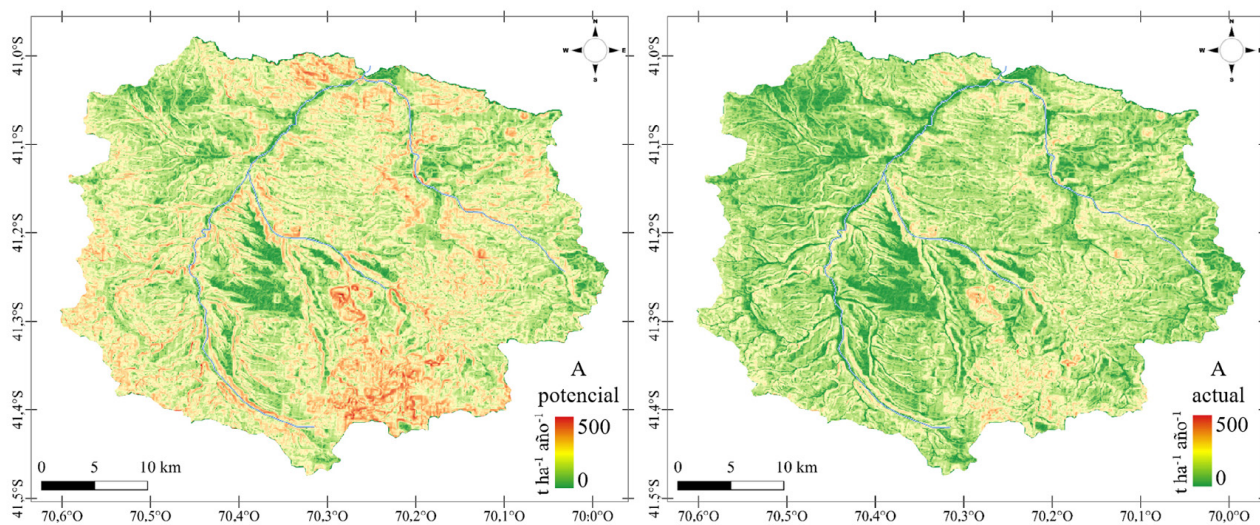 N
W E
S
41,0°S
41,1°S
41,2°S
41,3°S
41,4°S
41,5°S
A
potencial
500
0
t ha⁻¹ año⁻¹
0 5 10 km
70,6°O 70,5°O 70,4°O 70,3°O 70,2°O 70,1°O 70:0°O
N
W E
S
41,0°S
41,1°S
41,2°S
41,3°S
41,4°S
41,5°S
A
actual
500
0
t ha⁻¹ año⁻¹
0 5 10 km
70,6°O 70,5°O 70,4°O 70,3°O 70,2°O 70,1°O 70,0°O